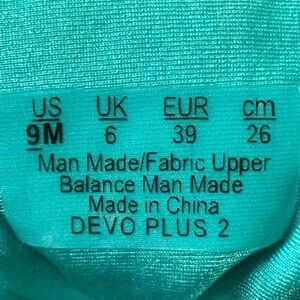 US UK EUR cm
9M 6 39 26
Man Made/Fabric Upper
Balance Man Made
Made in China
DEVO PLUS 2